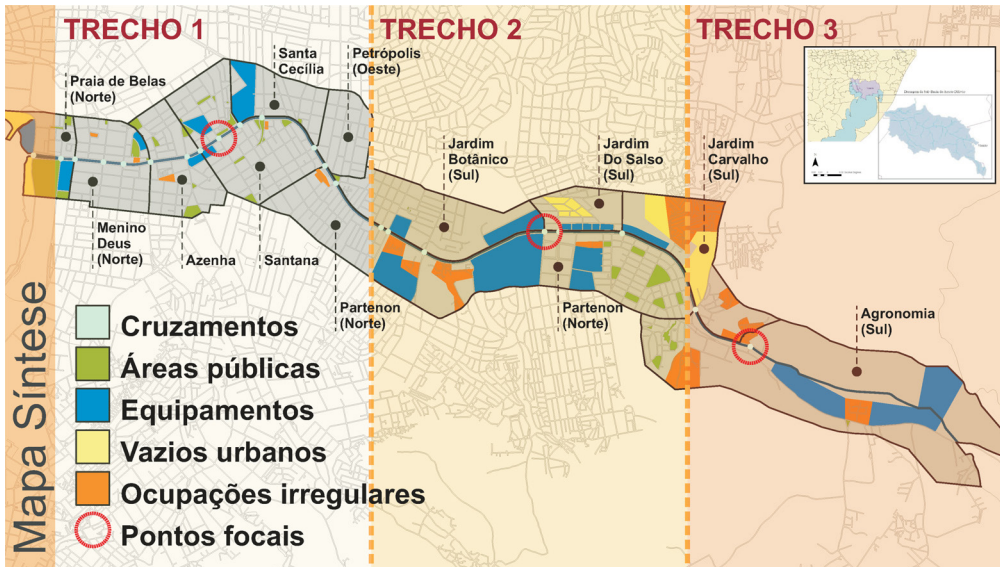 TRECHO 1
TRECHO 2
TRECHO 3
Praia de Belas
(Norte)
Santa
Cecília
Petrópolis
(Oeste)
Jardim
Botânico
(Sul)
Jardim
Do Salso
(Sul)
Jardim
Carvalho
(Sul)
Menino
Deus
(Norte)
Azenha
Santana
Partenon
(Norte)
Partenon
(Norte)
Agronomia
(Sul)
Mapa Síntese
Cruzamentos
Áreas públicas
Equipamentos
Vazios urbanos
Ocupações irregulares
Pontos focais